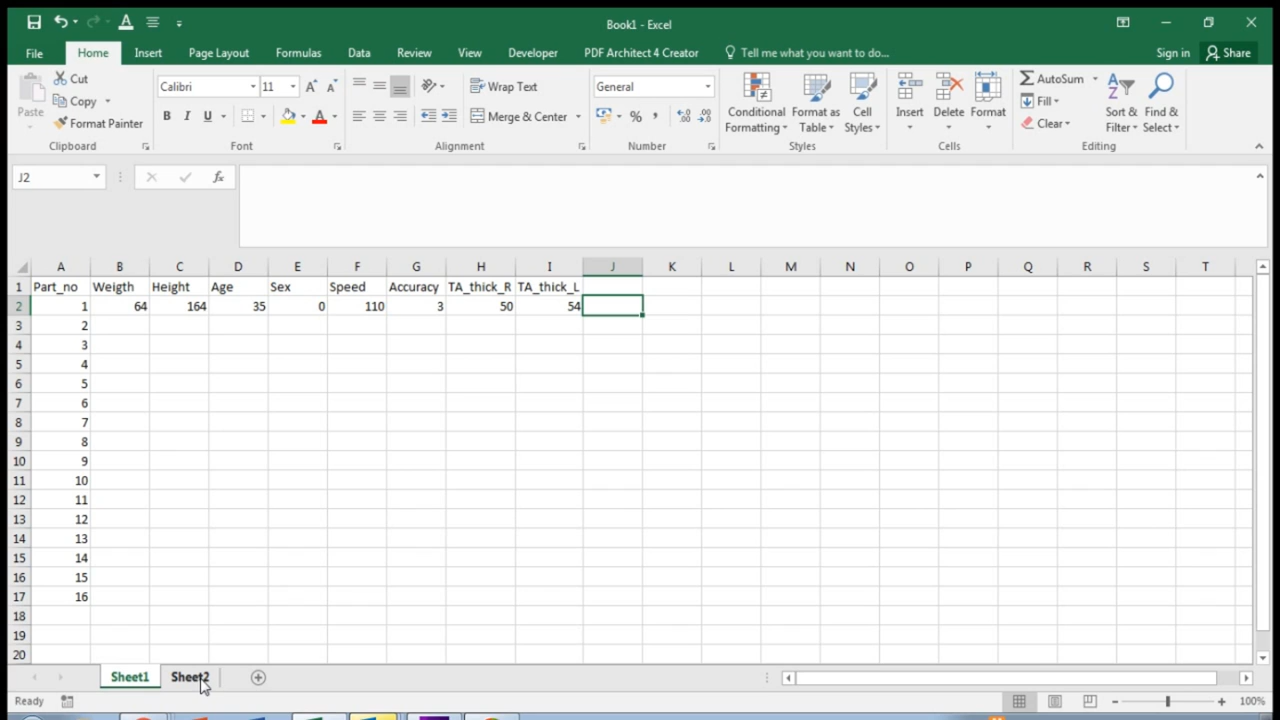 Book1 - Excel
File Home Insert Page Layout Formulas Data Review View Developer PDF Architect 4 Creator Tell me what you want to do... Sign in Share
Paste
Cut
Copy
Format Painter
Clipboard
Calibri 11
B I U
Font
Wrap Text
Merge & Center
Alignment
General
Number
Conditional Formatting
Format as Table
Cell Styles
Styles
Insert
Delete
Format
Cells
AutoSum
Fill
Clear
Sort & Filter
Find & Select
Editing
J2 fx
A B C D E F G H I J K L M N O P Q R S T
1 Part_no Weigth Height Age Sex Speed Accuracy TA_thick_R TA_thick_L
2 1 64 164 35 0 110 3 50 54
3 2
4 3
5 4
6 5
7 6
8 7
9 8
10 9
11 10
12 11
13 12
14 13
15 14
16 15
17 16
18
19
20
Sheet1 Sheet2
Ready 100%